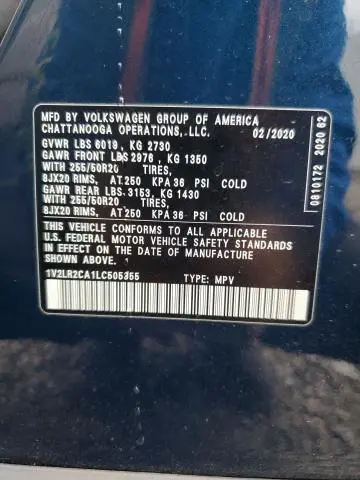 MFD BY VOLKSWAGEN GROUP OF AMERICA
CHATTANOOGA OPERATIONS, LLC. 02/2020
GVWR LBS 6019, KG 2730
GAWR FRONT LBS 2976, KG 1350
WITH 255/50R20 TIRES,
8JX20 RIMS, AT 250 KPA 36 PSI COLD
GAWR REAR LBS. 3153, KG 1430
WITH 255/50R20 TIRES,
8JX20 RIMS, AT 250 KPA 36 PSI COLD
THIS VEHICLE CONFORMS TO ALL APPLICABLE
U.S. FEDERAL MOTOR VEHICLE SAFETY STANDARDS
IN EFFECT ON THE DATE OF MANUFACTURE
SHOWN ABOVE. 1
1V2LR2CA1LC505355 TYPE: MPV
0810172 2020 62